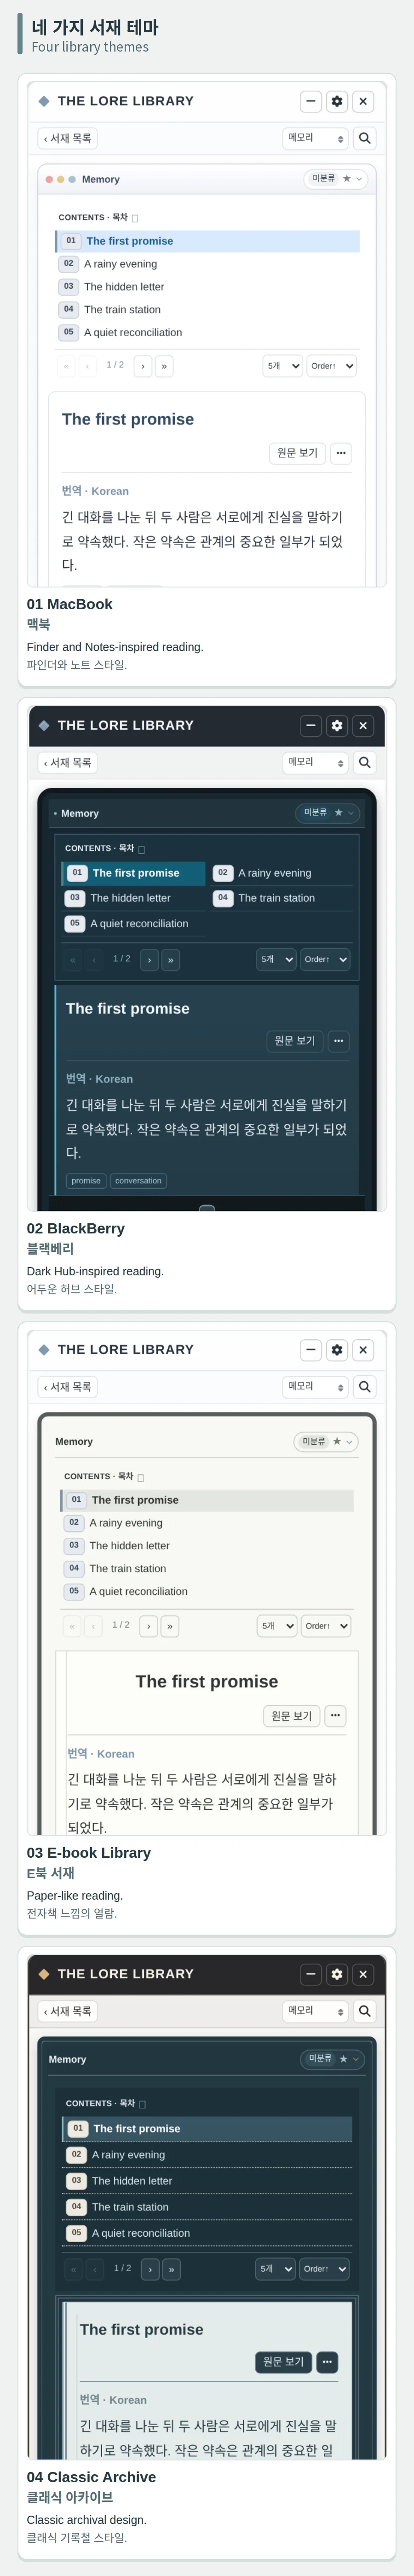 네 가지 서재 테마
Four library themes
THE LORE LIBRARY
‹ 서재 목록
메모리
Memory
미분류 ★
CONTENTS · 목차
01 The first promise
02 A rainy evening
03 The hidden letter
04 The train station
05 A quiet reconciliation
« ‹ 1 / 2 › » 5개 Order↑
The first promise
원문 보기 •••
번역 · Korean
긴 대화를 나눈 뒤 두 사람은 서로에게 진실을 말하기
로 약속했다. 작은 약속은 관계의 중요한 일부가 되었
다.
01 MacBook
맥북
Finder and Notes-inspired reading.
파인더와 노트 스타일.
THE LORE LIBRARY
‹ 서재 목록
메모리
Memory
미분류 ★
CONTENTS · 목차
01 The first promise 02 A rainy evening
03 The hidden letter 04 The train station
05 A quiet reconciliation
« ‹ 1 / 2 › » 5개 Order↑
The first promise
원문 보기 •••
번역 · Korean
긴 대화를 나눈 뒤 두 사람은 서로에게 진실을 말하기
로 약속했다. 작은 약속은 관계의 중요한 일부가 되었
다.
promise conversation
02 BlackBerry
블랙베리
Dark Hub-inspired reading.
어두운 허브 스타일.
THE LORE LIBRARY
‹ 서재 목록
메모리
Memory
미분류 ★
CONTENTS · 목차
01 The first promise
02 A rainy evening
03 The hidden letter
04 The train station
05 A quiet reconciliation
« ‹ 1 / 2 › » 5개 Order↑
The first promise
원문 보기 •••
번역 · Korean
긴 대화를 나눈 뒤 두 사람은 서로에게 진실을 말하
기로 약속했다. 작은 약속은 관계의 중요한 일부가
되었다.
03 E-book Library
E북 서재
Paper-like reading.
전자책 느낌의 열람.
THE LORE LIBRARY
‹ 서재 목록
메모리
Memory
미분류 ★
CONTENTS · 목차
01 The first promise
02 A rainy evening
03 The hidden letter
04 The train station
05 A quiet reconciliation
« ‹ 1 / 2 › » 5개 Order↑
The first promise
원문 보기 •••
번역 · Korean
긴 대화를 나눈 뒤 두 사람은 서로에게 진실을 말
하기로 약속했다. 작은 약속은 관계의 중요한 일
04 Classic Archive
클래식 아카이브
Classic archival design.
클래식 기록철 스타일.